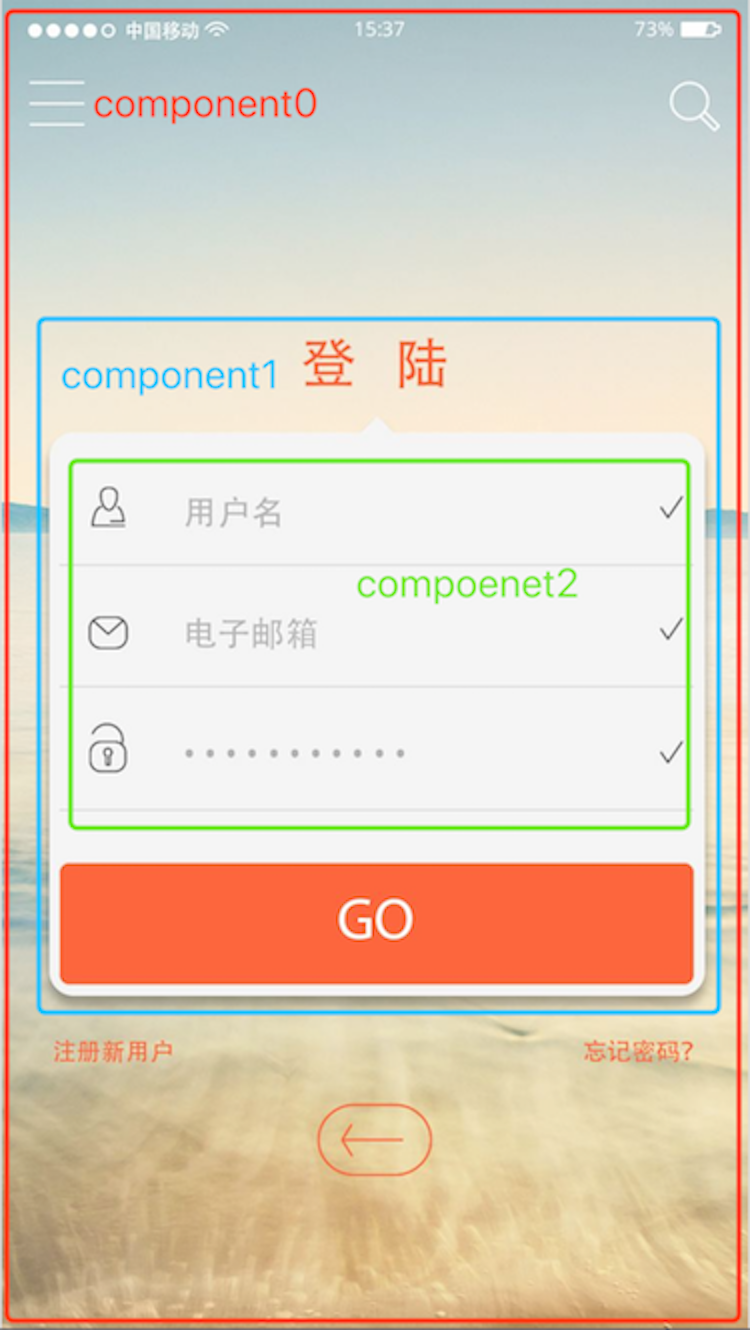 中国移动 15:37 73%
component0
component1 登 陆
用户名
compoenet2
电子邮箱
GO
注册新用户 忘记密码?